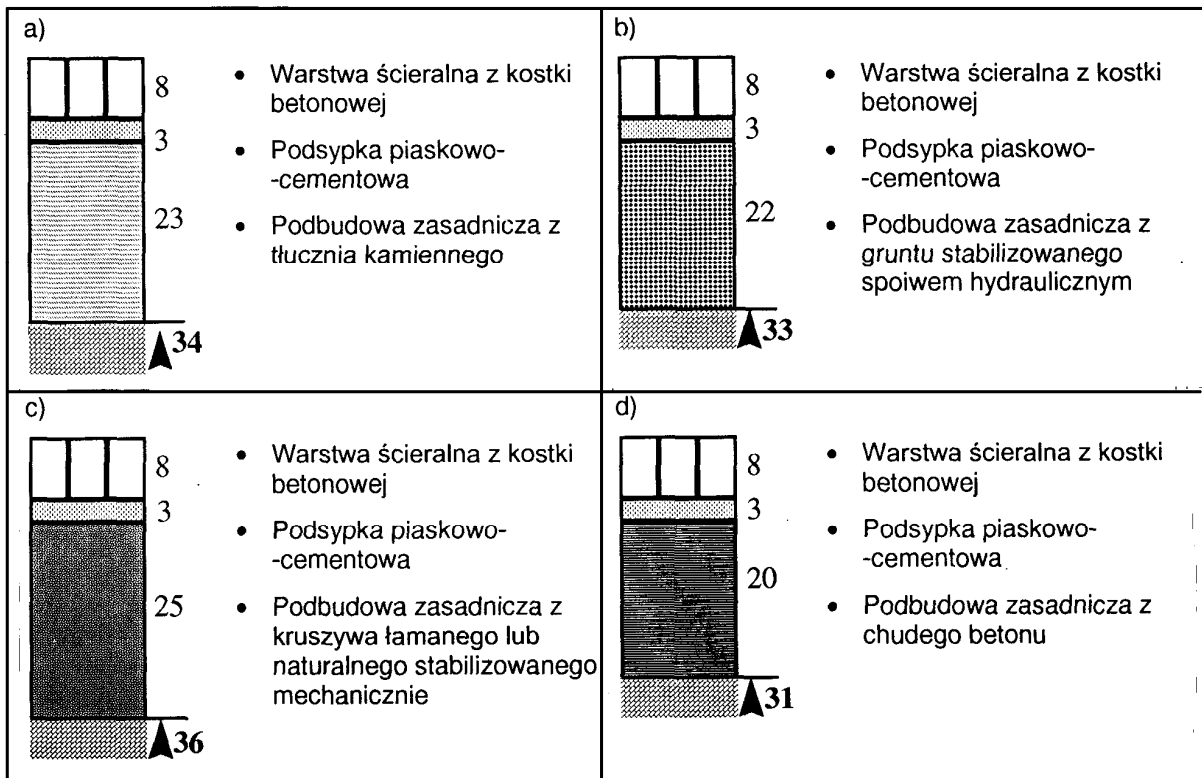 a)
8
3
23
34
• Warstwa ścieralna z kostki
betonowej
• Podsypka piaskowo-
-cementowa
• Podbudowa zasadnicza z
tłucznia kamiennego
b)
8
3
22
33
• Warstwa ścieralna z kostki
betonowej
• Podsypka piaskowo-
-cementowa
• Podbudowa zasadnicza z
gruntu stabilizowanego
spoiwem hydraulicznym
c)
8
3
25
36
• Warstwa ścieralna z kostki
betonowej
• Podsypka piaskowo-
-cementowa
• Podbudowa zasadnicza z
kruszywa łamanego lub
naturalnego stabilizowanego
mechanicznie
d)
8
3
20
31
• Warstwa ścieralna z kostki
betonowej
• Podsypka piaskowo-
-cementowa
• Podbudowa zasadnicza z
chudego betonu